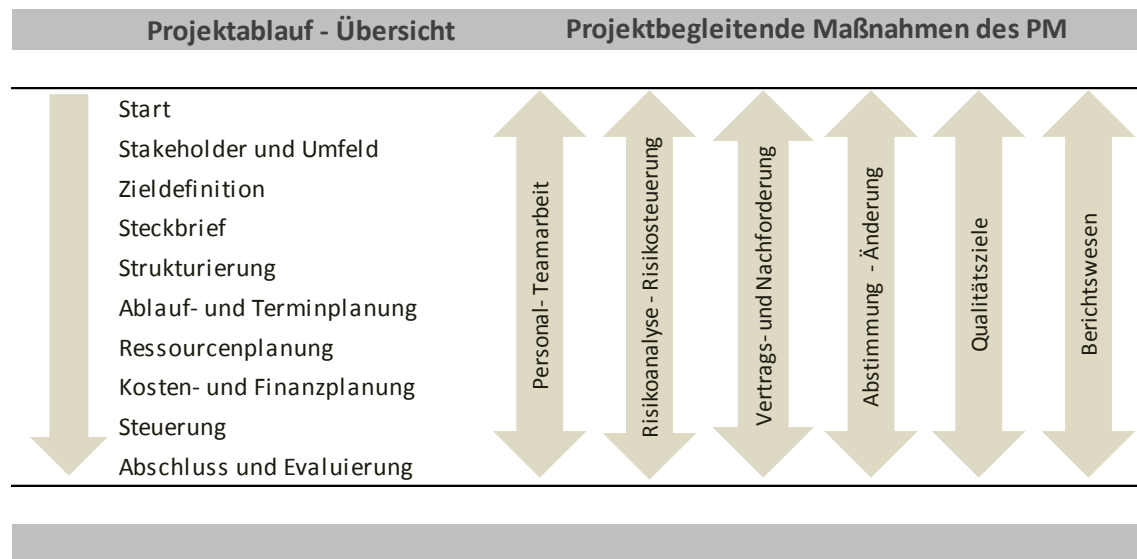 Projektablauf - Übersicht
Projektbegleitende Maßnahmen des PM
Start
Stakeholder und Umfeld
Zieldefinition
Steckbrief
Strukturierung
Ablauf- und Terminplanung
Ressourcenplanung
Kosten- und Finanzplanung
Steuerung
Abschluss und Evaluierung
Personal- Teamarbeit
Risikoanalyse - Risikosteuerung
Vertrags- und Nachforderung
Abstimmung - Änderung
Qualitätsziele
Berichtswesen